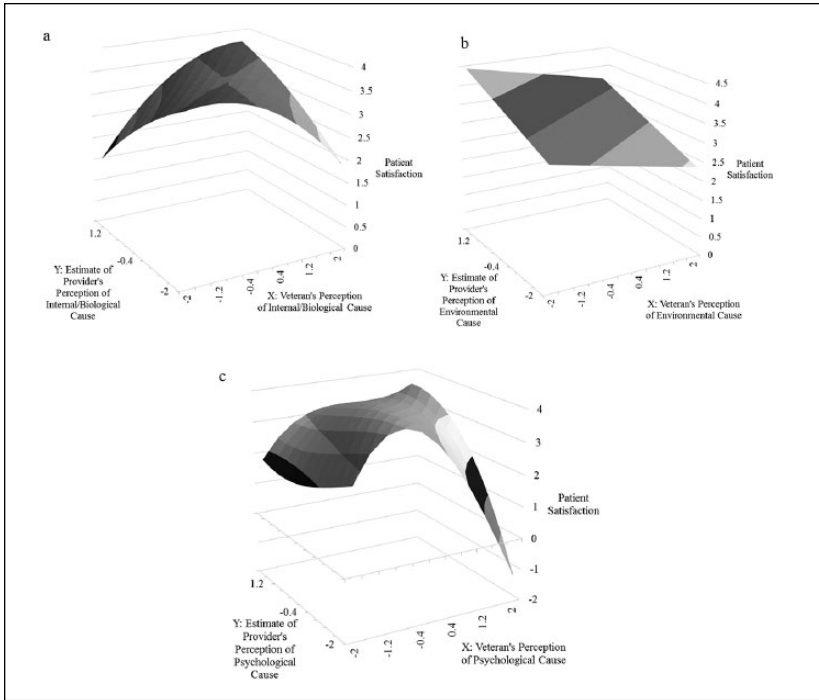 a
4
3.5
3
2.5
2
1.5
1
0.5
0
Patient
Satisfaction
1.2
-0.4
-2
Y: Estimate of
Provider's
Perception of
Internal/Biological
Cause
-2
-1.2
-0.4
0.4
1.2
2
X: Veteran's Perception
of Internal/Biological Cause
b
4.5
4
3.5
3
2.5
2
1.5
1
0.5
0
Patient
Satisfaction
1.2
-0.4
-2
Y: Estimate of
Provider's
Perception of
Environmental
Cause
-2
-1.2
-0.4
0.4
1.2
2
X: Veteran's Perception
of Environmental Cause
c
4
3
2
1
0
-1
-2
Patient
Satisfaction
1.2
-0.4
-2
Y: Estimate of
Provider's
Perception of
Psychological
Cause
-2
-1.2
-0.4
0.4
1.2
2
X: Veteran's Perception
of Psychological Cause